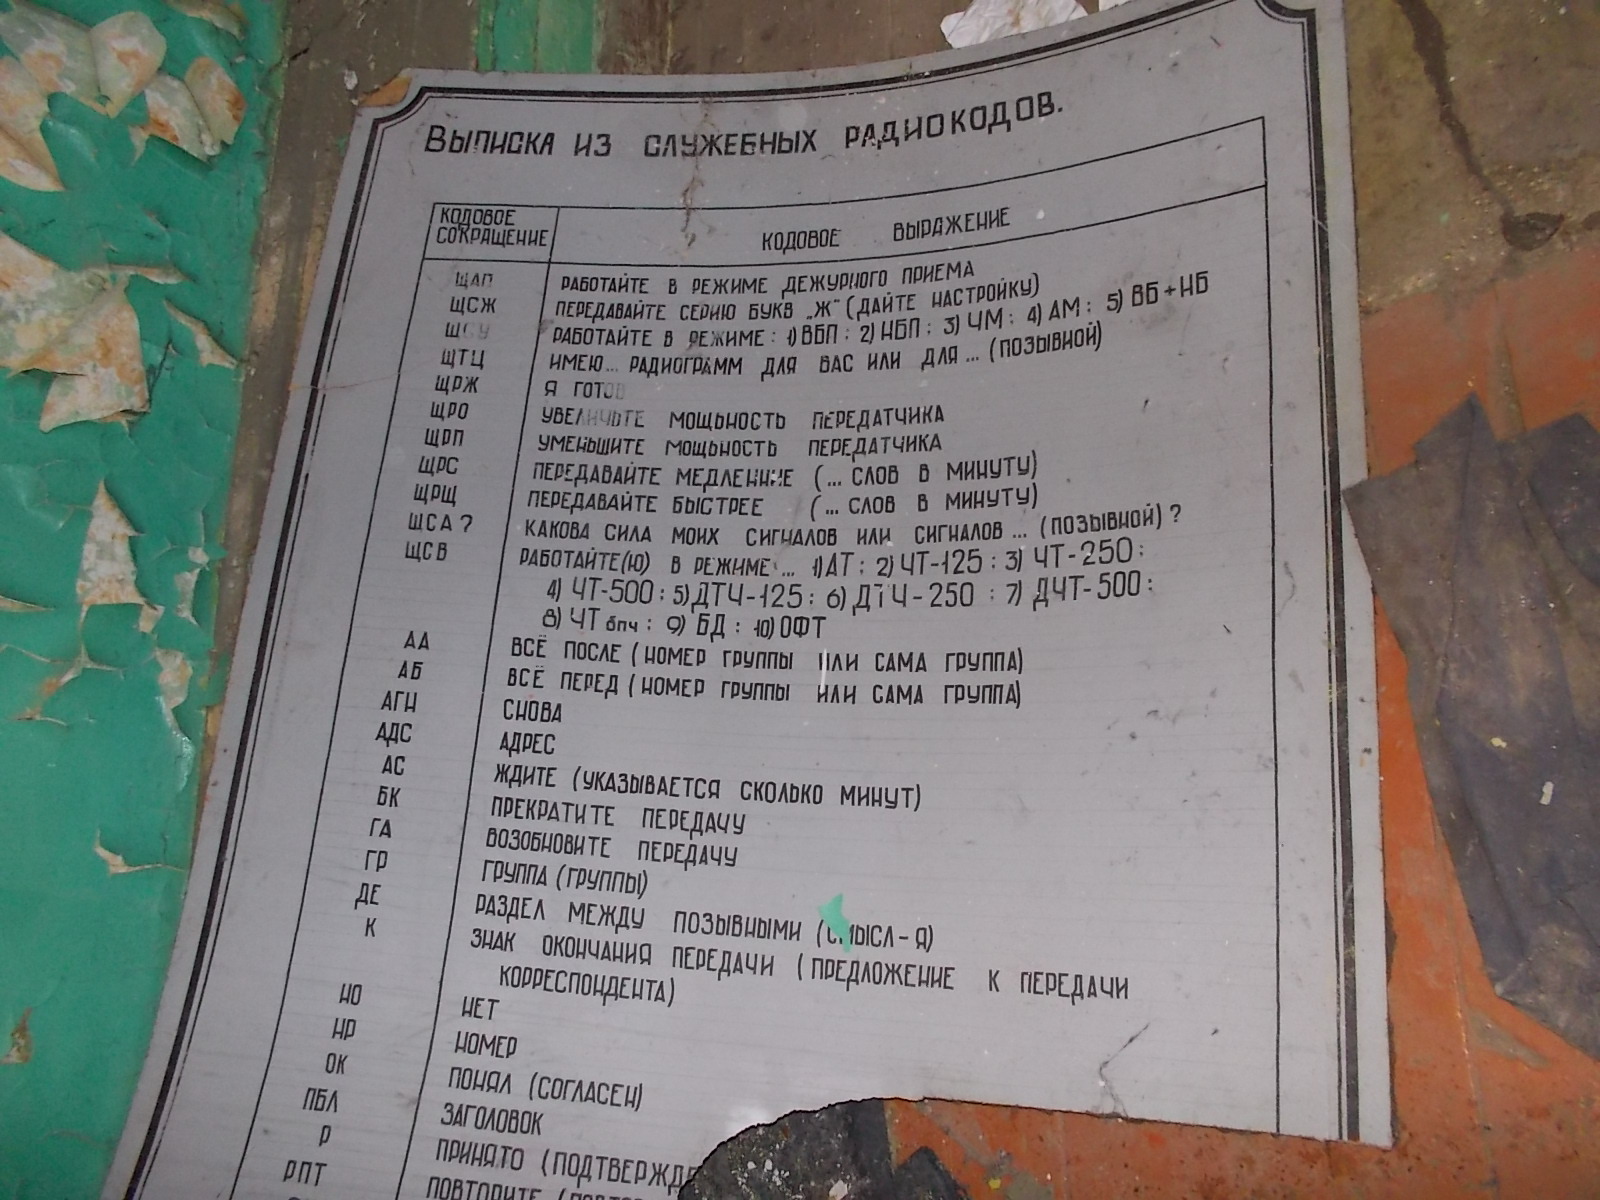 Выписка из служебных радиокодов.
КОДОВОЕ СОКРАЩЕНИЕ КОДОВОЕ ВЫРАЖЕНИЕ
ЩАП РАБОТАЙТЕ В РЕЖИМЕ ДЕЖУРНОГО ПРИЕМА
ЩСЖ ПЕРЕДАВАЙТЕ СЕРИЮ БУКВ „Ж" (ДАЙТЕ НАСТРОЙКУ)
ЩСУ РАБОТАЙТЕ В РЕЖИМЕ: 1) ВБП: 2) НБП: 3) ЧМ: 4) АМ: 5) ВБ+НБ
ЩТЦ ИМЕЮ... РАДИОГРАММ ДЛЯ ВАС ИЛИ ДЛЯ... (ПОЗЫВНОЙ)
ЩРЖ Я ГОТОВ
ЩРО УВЕЛИЧЬТЕ МОЩЬНОСТЬ ПЕРЕДАТЧИКА
ЩРП УМЕНЬШИТЕ МОЩЬНОСТЬ ПЕРЕДАТЧИКА
ЩРС ПЕРЕДАВАЙТЕ МЕДЛЕННИЕ (... СЛОВ В МИНУТУ)
ЩРЩ ПЕРЕДАВАЙТЕ БЫСТРЕЕ (... СЛОВ В МИНУТУ)
ЩСА? КАКОВА СИЛА МОИХ СИГНАЛОВ ИЛИ СИГНАЛОВ... (ПОЗЫВНОЙ)?
ЩСВ РАБОТАЙТЕ(Ю) В РЕЖИМЕ... 1) АТ: 2) ЧТ-125: 3) ЧТ-250:
4) ЧТ-500: 5) ДТЧ-125: 6) ДТЧ-250: 7) ДЧТ-500:
8) ЧТ бпч: 9) БД: 10) ОФТ
АА ВСЁ ПОСЛЕ (НОМЕР ГРУППЫ ИЛИ САМА ГРУППА)
АБ ВСЁ ПЕРЕД (НОМЕР ГРУППЫ ИЛИ САМА ГРУППА)
АГН СНОВА
АДС АДРЕС
АС ЖДИТЕ (УКАЗЫВАЕТСЯ СКОЛЬКО МИНУТ)
БК ПРЕКРАТИТЕ ПЕРЕДАЧУ
ГА ВОЗОБНОВИТЕ ПЕРЕДАЧУ
ГР ГРУППА (ГРУППЫ)
ДЕ РАЗДЕЛ МЕЖДУ ПОЗЫВНЫМИ (СМЫСЛ-Я)
К ЗНАК ОКОНЧАНИЯ ПЕРЕДАЧИ (ПРЕДЛОЖЕНИЕ К ПЕРЕДАЧИ
КОРРЕСПОНДЕНТА)
НО НЕТ
НР НОМЕР
ОК ПОНЯЛ (СОГЛАСЕН)
ПБЛ ЗАГОЛОВОК
Р ПРИНЯТО (ПОДТВЕРЖДЕ
РПТ ПОВТОРИТЕ